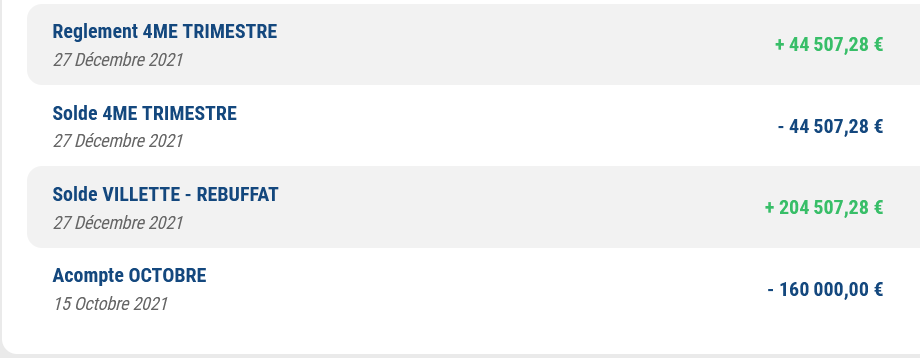 Reglement 4ME TRIMESTRE
27 Décembre 2021
+ 44 507,28 €
Solde 4ME TRIMESTRE
27 Décembre 2021
- 44 507,28 €
Solde VILLETTE - REBUFFAT
27 Décembre 2021
+ 204 507,28 €
Acompte OCTOBRE
15 Octobre 2021
- 160 000,00 €